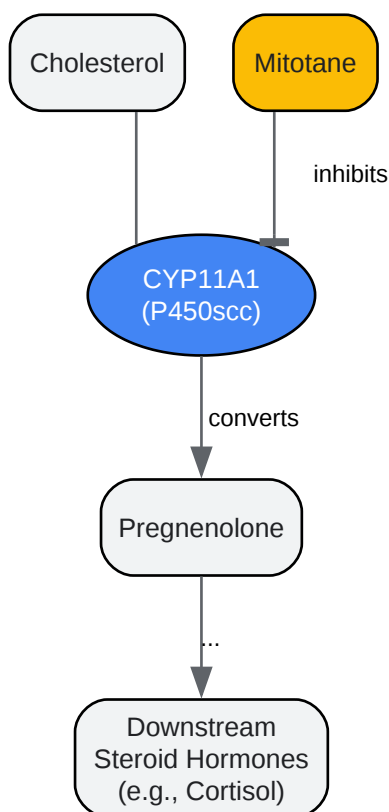 Cholesterol
Mitotane
inhibits
CYP11A1
(P450scc)
converts
Pregnenolone
...
Downstream
Steroid Hormones
(e.g., Cortisol)